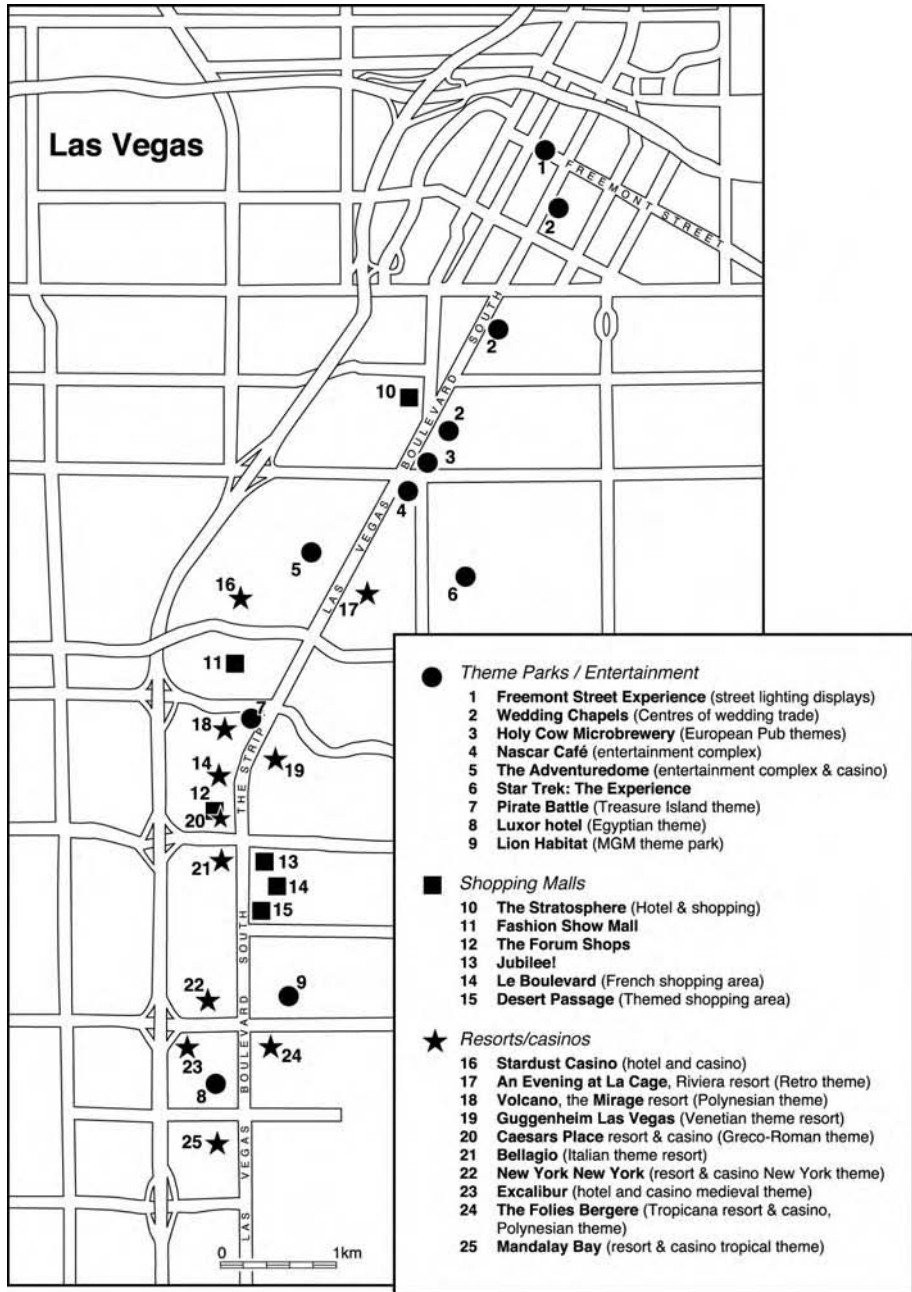 Las Vegas
1
FREEMONT STREET
2
2
LAS VEGAS BOULEVARD SOUTH
10
2
3
4
5
16
17
6
11
7
18
THE STRIP
19
14
12
20
21
13
14
15
9
22
LAS VEGAS BOULEVARD SOUTH
23
24
8
25
0 1km
Theme Parks / Entertainment
1 Freemont Street Experience (street lighting displays)
2 Wedding Chapels (Centres of wedding trade)
3 Holy Cow Microbrewery (European Pub themes)
4 Nascar Café (entertainment complex)
5 The Adventuredome (entertainment complex & casino)
6 Star Trek: The Experience
7 Pirate Battle (Treasure Island theme)
8 Luxor hotel (Egyptian theme)
9 Lion Habitat (MGM theme park)
Shopping Malls
10 The Stratosphere (Hotel & shopping)
11 Fashion Show Mall
12 The Forum Shops
13 Jubilee!
14 Le Boulevard (French shopping area)
15 Desert Passage (Themed shopping area)
Resorts/casinos
16 Stardust Casino (hotel and casino)
17 An Evening at La Cage, Riviera resort (Retro theme)
18 Volcano, the Mirage resort (Polynesian theme)
19 Guggenheim Las Vegas (Venetian theme resort)
20 Caesars Place resort & casino (Greco-Roman theme)
21 Bellagio (Italian theme resort)
22 New York New York (resort & casino New York theme)
23 Excalibur (hotel and casino medieval theme)
24 The Folies Bergere (Tropicana resort & casino,
Polynesian theme)
25 Mandalay Bay (resort & casino tropical theme)